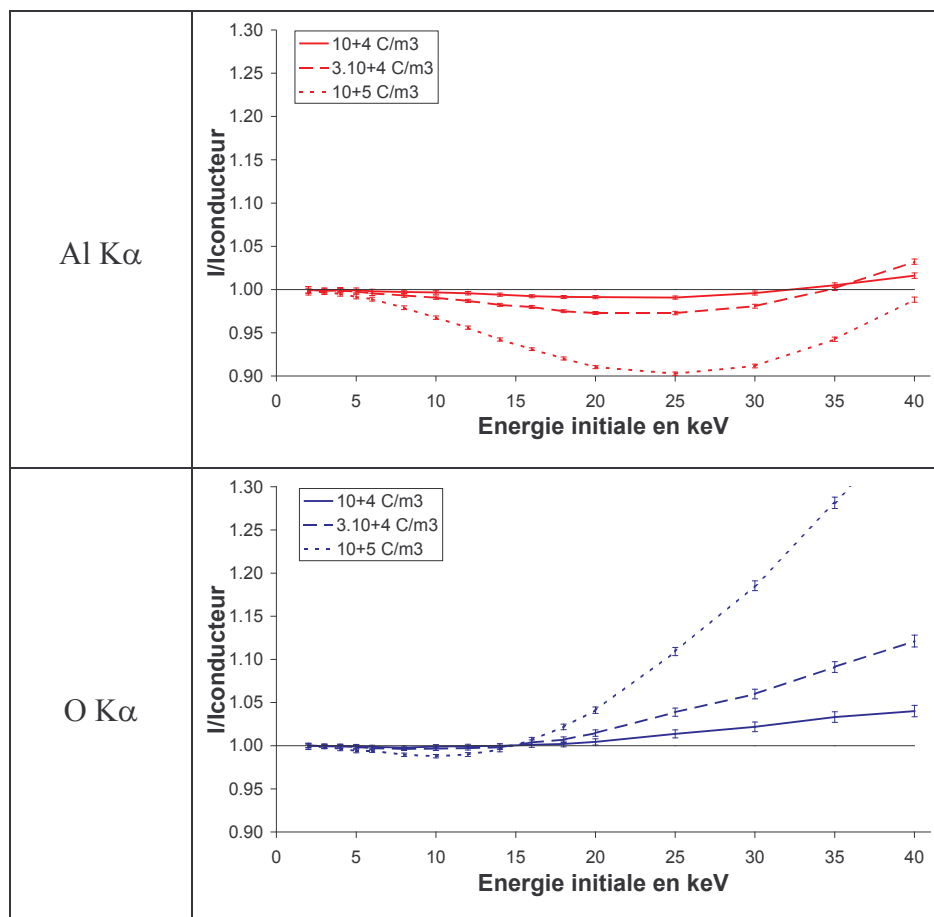 Al Kα
I/Iconducteur
1.30
1.25
1.20
1.15
1.10
1.05
1.00
0.95
0.90
10+4 C/m3
3.10+4 C/m3
10+5 C/m3
0 5 10 15 20 25 30 35 40
Energie initiale en keV
O Kα
I/Iconducteur
1.30
1.25
1.20
1.15
1.10
1.05
1.00
0.95
0.90
10+4 C/m3
3.10+4 C/m3
10+5 C/m3
0 5 10 15 20 25 30 35 40
Energie initiale en keV